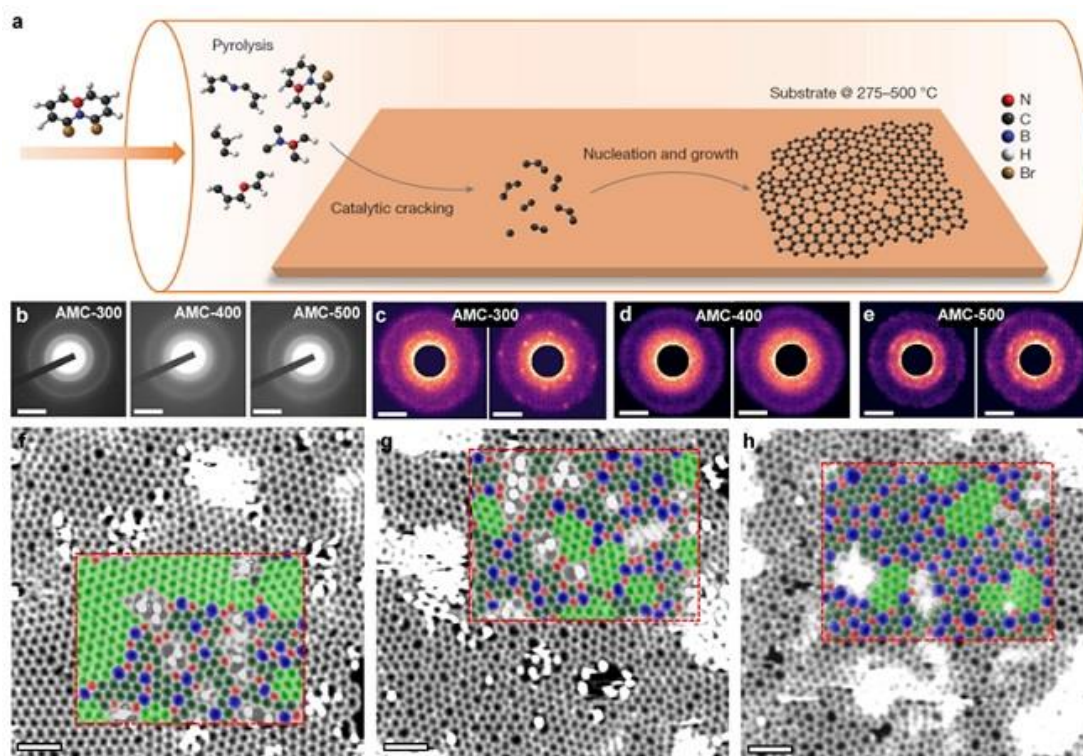 a
Pyrolysis
Substrate @ 275–500 °C
N
C
B
H
Br
Nucleation and growth
Catalytic cracking
b AMC-300 AMC-400 AMC-500
c AMC-300
d AMC-400
e AMC-500
f
g
h